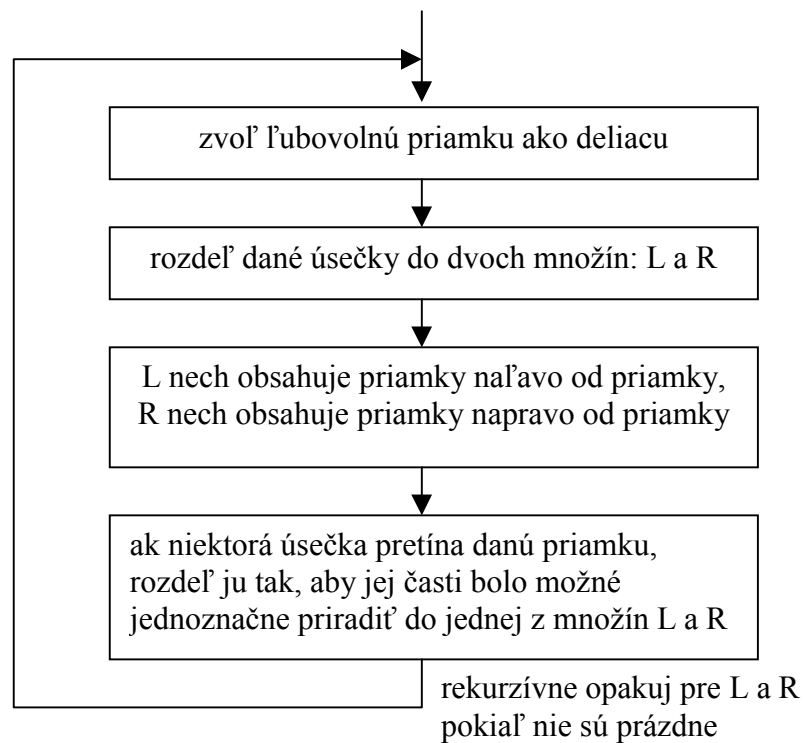 zvoľ ľubovolnú priamku ako deliacu
rozdeľ dané úsečky do dvoch množín: L a R
L nech obsahuje priamky naľavo od priamky,
R nech obsahuje priamky napravo od priamky
ak niektorá úsečka pretína danú priamku,
rozdeľ ju tak, aby jej časti bolo možné
jednoznačne priradiť do jednej z množín L a R
rekurzívne opakuj pre L a R
pokiaľ nie sú prázdne